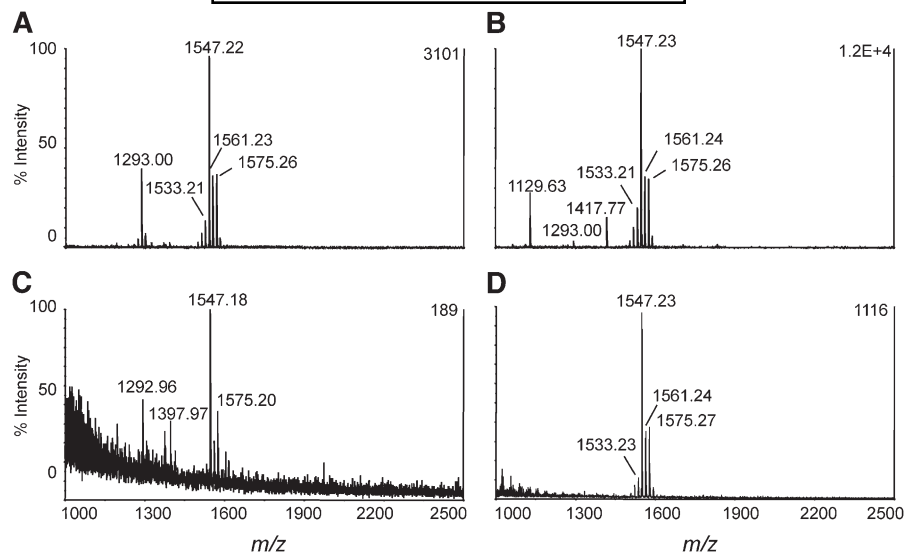 A
B
100
1547.22
3101
1547.23
1.2E+4
% Intensity
50
1293.00
1561.23
1575.26
1533.21
0
1561.24
1533.21
1575.26
1129.63
1417.77
1293.00
C
D
100
1547.18
189
1547.23
1116
% Intensity
50
1292.96
1397.97
1575.20
0
1561.24
1575.27
1533.23
1000 1300 1600 1900 2200 2500
1000 1300 1600 1900 2200 2500
m/z
m/z